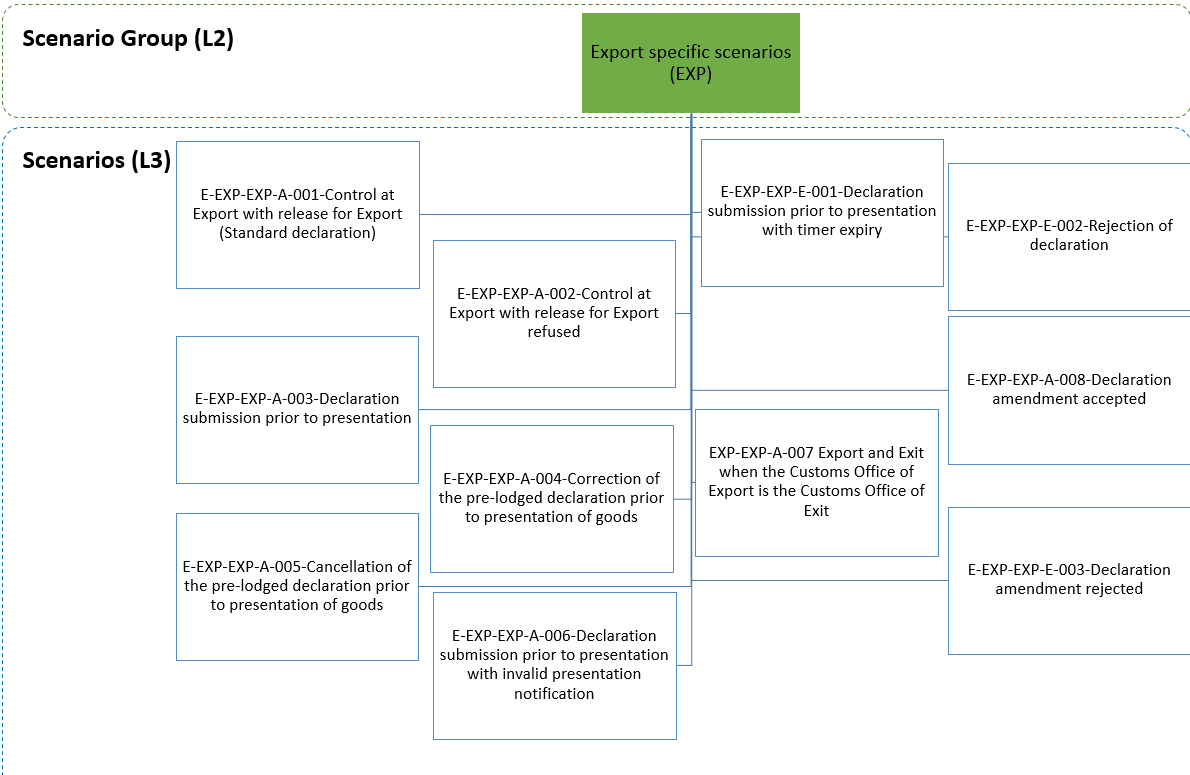 Scenario Group (L2)
Export specific scenarios
(EXP)
Scenarios (L3)
E-EXP-EXP-A-001-Control at
Export with release for Export
(Standard declaration)
E-EXP-EXP-E-001-Declaration
submission prior to presentation
with timer expiry
E-EXP-EXP-E-002-Rejection of
declaration
E-EXP-EXP-A-002-Control at
Export with release for Export
refused
E-EXP-EXP-A-003-Declaration
submission prior to presentation
E-EXP-EXP-A-008-Declaration
amendment accepted
E-EXP-EXP-A-004-Correction of
the pre-lodged declaration prior
to presentation of goods
EXP-EXP-A-007 Export and Exit
when the Customs Office of
Export is the Customs Office of
Exit
E-EXP-EXP-A-005-Cancellation of
the pre-lodged declaration prior
to presentation of goods
E-EXP-EXP-E-003-Declaration
amendment rejected
E-EXP-EXP-A-006-Declaration
submission prior to presentation
with invalid presentation
notification